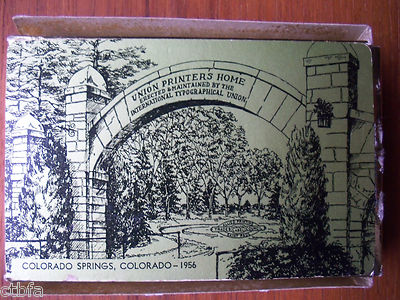 UNION PRINTERS HOME
ERECTED & MAINTAINED BY THE
INTERNATIONAL TYPOGRAPHICAL UNION
COLORADO SPRINGS, COLORADO – 1956
ctbfa